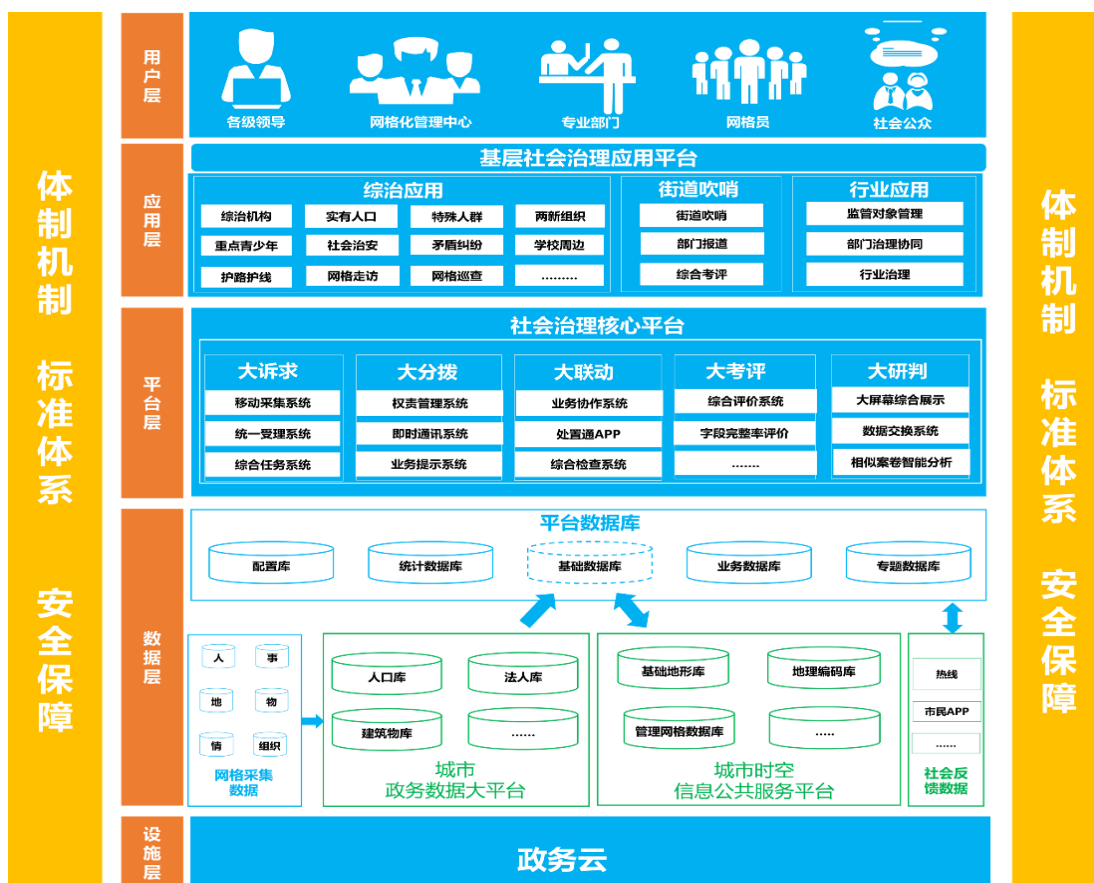 体制机制
标准体系
安全保障
用户层
各级领导
网格化管理中心
专业部门
网格员
社会公众
应用层
基层社会治理应用平台
综治应用
综治机构
实有人口
特殊人群
两新组织
重点青少年
社会治安
矛盾纠纷
学校周边
护路护线
网格走访
网格巡查
.........
街道吹哨
街道吹哨
部门报道
综合考评
行业应用
监管对象管理
部门治理协同
行业治理
平台层
社会治理核心平台
大诉求
移动采集系统
统一受理系统
综合任务系统
大分拨
权责管理系统
即时通讯系统
业务提示系统
大联动
业务协作系统
处置通APP
综合检查系统
大考评
综合评价系统
字段完整率评价
.......
大研判
大屏幕综合展示
数据交换系统
相似案卷智能分析
数据层
平台数据库
配置库
统计数据库
基础数据库
业务数据库
专题数据库
人
事
地
物
情
组织
网格采集
数据
人口库
法人库
建筑物库
......
城市
政务数据大平台
基础地形库
地理编码库
管理网格数据库
.....
城市时空
信息公共服务平台
热线
市民APP
......
社会反
馈数据
设施层
政务云
体制机制
标准体系
安全保障